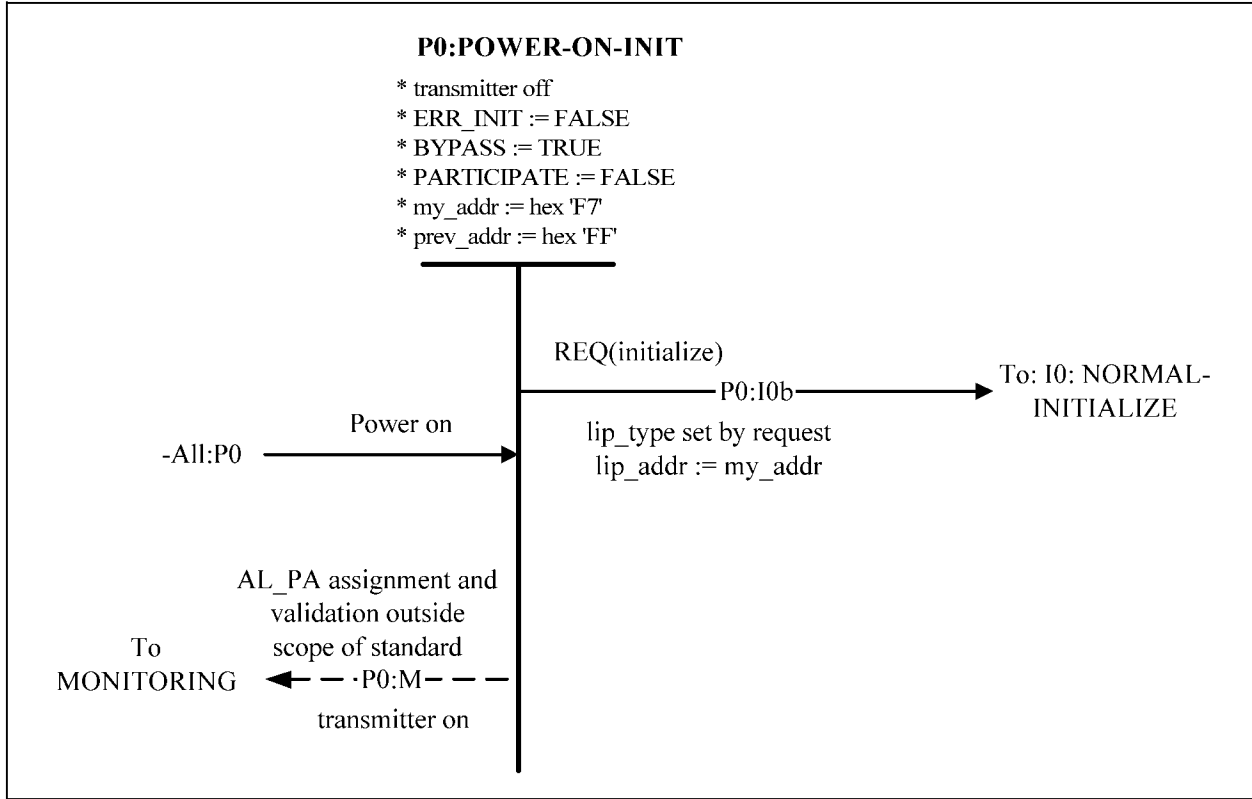 P0:POWER-ON-INIT
* transmitter off
* ERR_INIT := FALSE
* BYPASS := TRUE
* PARTICIPATE := FALSE
* my_addr := hex 'F7'
* prev_addr := hex 'FF'
REQ(initialize)
P0:I0b
To: I0: NORMAL-
INITIALIZE
lip_type set by request
lip_addr := my_addr
Power on
-All:P0
AL_PA assignment and
validation outside
scope of standard
To
MONITORING
P0:M
transmitter on